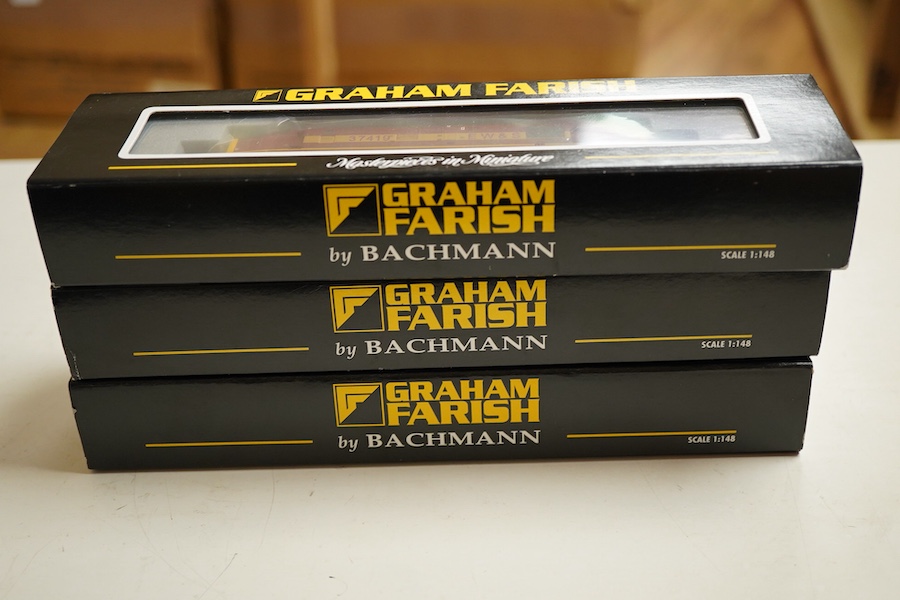 GRAHAM FARISH
Masterpieces in Miniature
GRAHAM
FARISH
by BACHMANN
SCALE 1:148
GRAHAM
FARISH
by BACHMANN
SCALE 1:148
GRAHAM
FARISH
by BACHMANN
SCALE 1:148